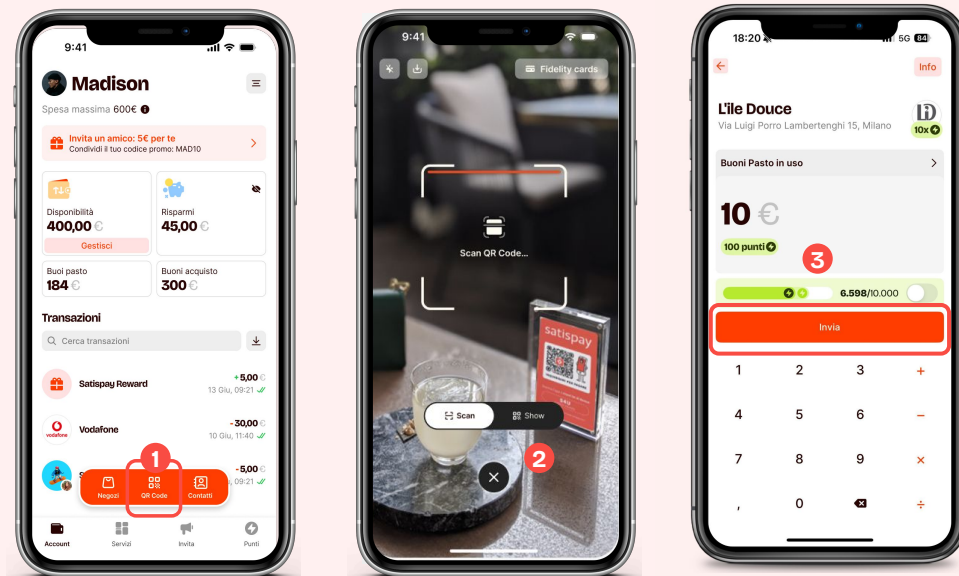 9:41
Madison
Spesa massima 600€
Invita un amico: 5€ per te
Condividi il tuo codice promo: MAD10
Disponibilità
400,00 €
Gestisci
Risparmi
45,00 €
Buoi pasto
184 €
Buoni acquisto
300 €
Transazioni
Cerca transazioni
Satispay Reward
+5,00 €
13 Giu, 09:21
vodafone
Vodafone
-30,00 €
10 Giu, 11:40
S
-5,00 €
, 09:21
1
Negozi
QR Code
Contatti
Account
Servizi
Invita
Punti
9:41
Fidelity cards
Scan QR Code...
satispay
Scan
Show
2
18:20
5G 84
Info
L'ile Douce
Via Luigi Porro Lambertenghi 15, Milano
10x
Buoni Pasto in uso
10 €
100 punti
3
6.598/10.000
Invia
1 2 3 +
4 5 6 −
7 8 9 ×
, 0 ÷